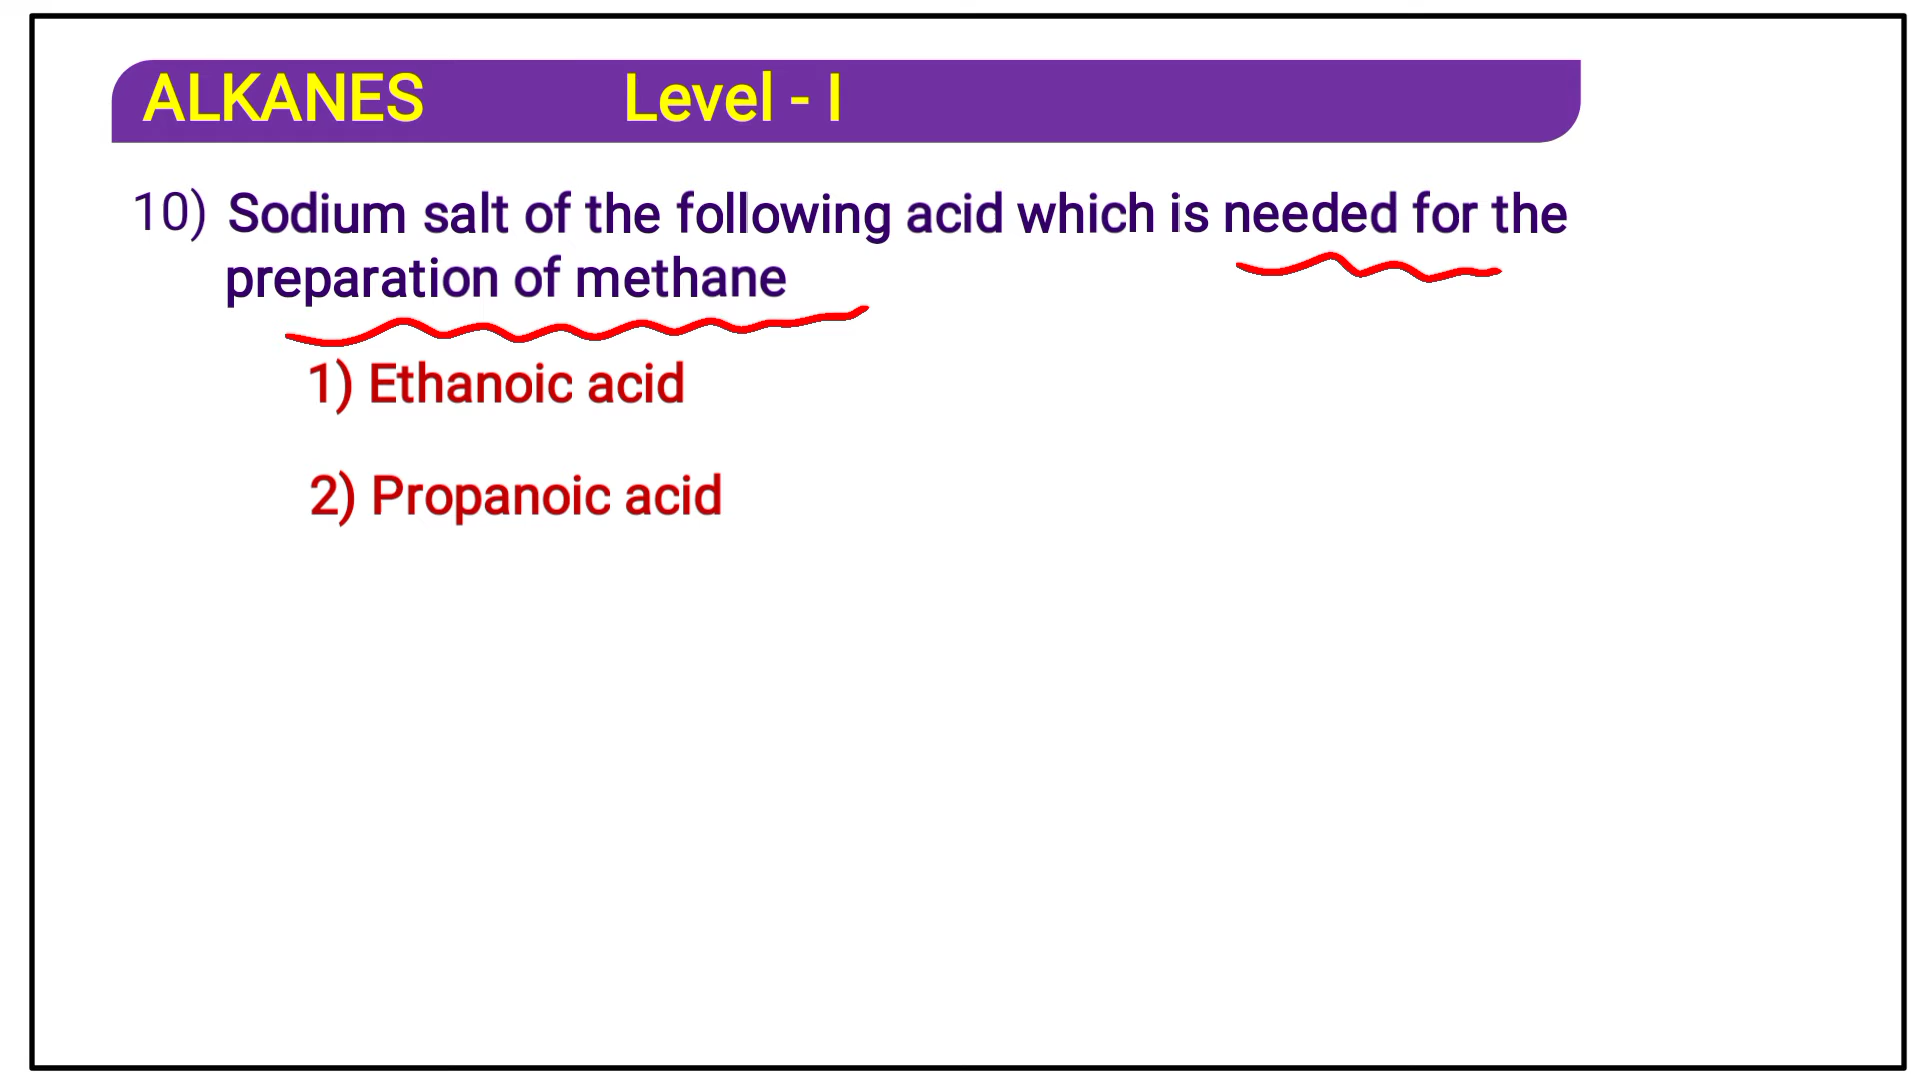 ALKANES Level - I
10) Sodium salt of the following acid which is needed for the
preparation of methane
1) Ethanoic acid
2) Propanoic acid